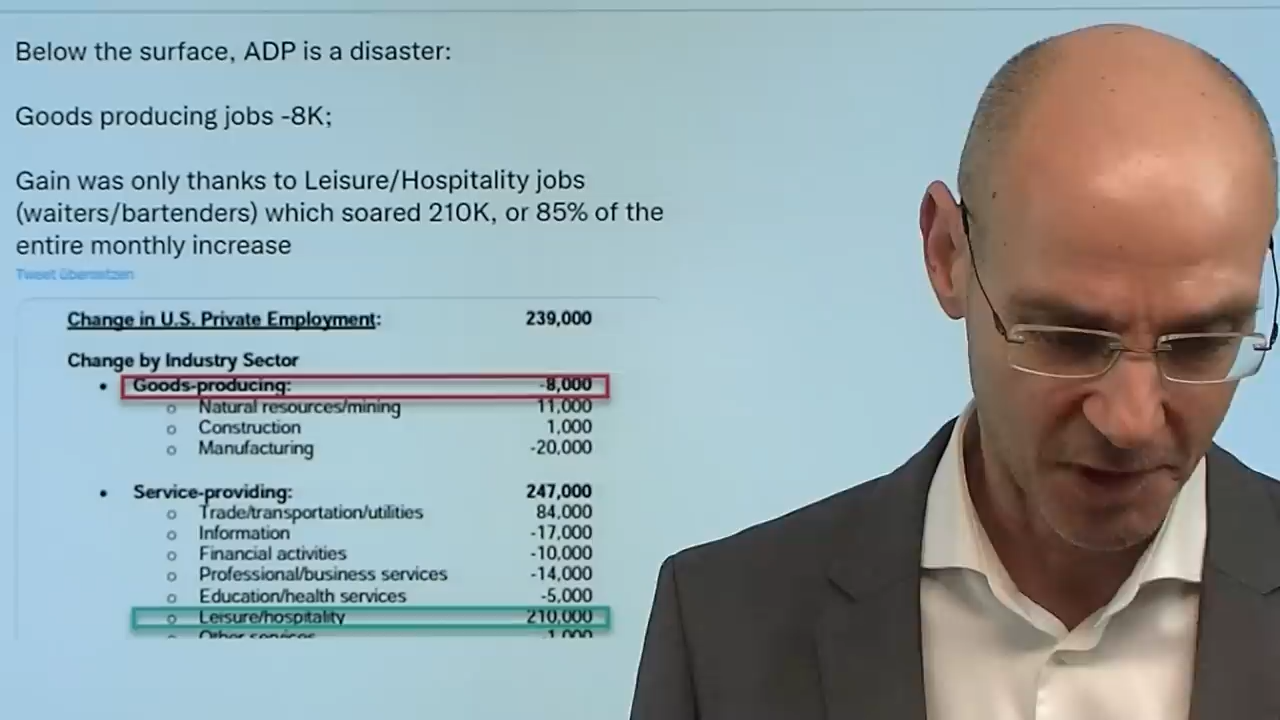 Below the surface, ADP is a disaster:
Goods producing jobs -8K;
Gain was only thanks to Leisure/Hospitality jobs
(waiters/bartenders) which soared 210K, or 85% of the
entire monthly increase
Tweet übersetzen
Change in U.S. Private Employment: 239,000
Change by Industry Sector
• Goods-producing: -8,000
o Natural resources/mining 11,000
o Construction 1,000
o Manufacturing -20,000
• Service-providing: 247,000
o Trade/transportation/utilities 84,000
o Information -17,000
o Financial activities -10,000
o Professional/business services -14,000
o Education/health services -5,000
o Leisure/hospitality 210,000
o Other services